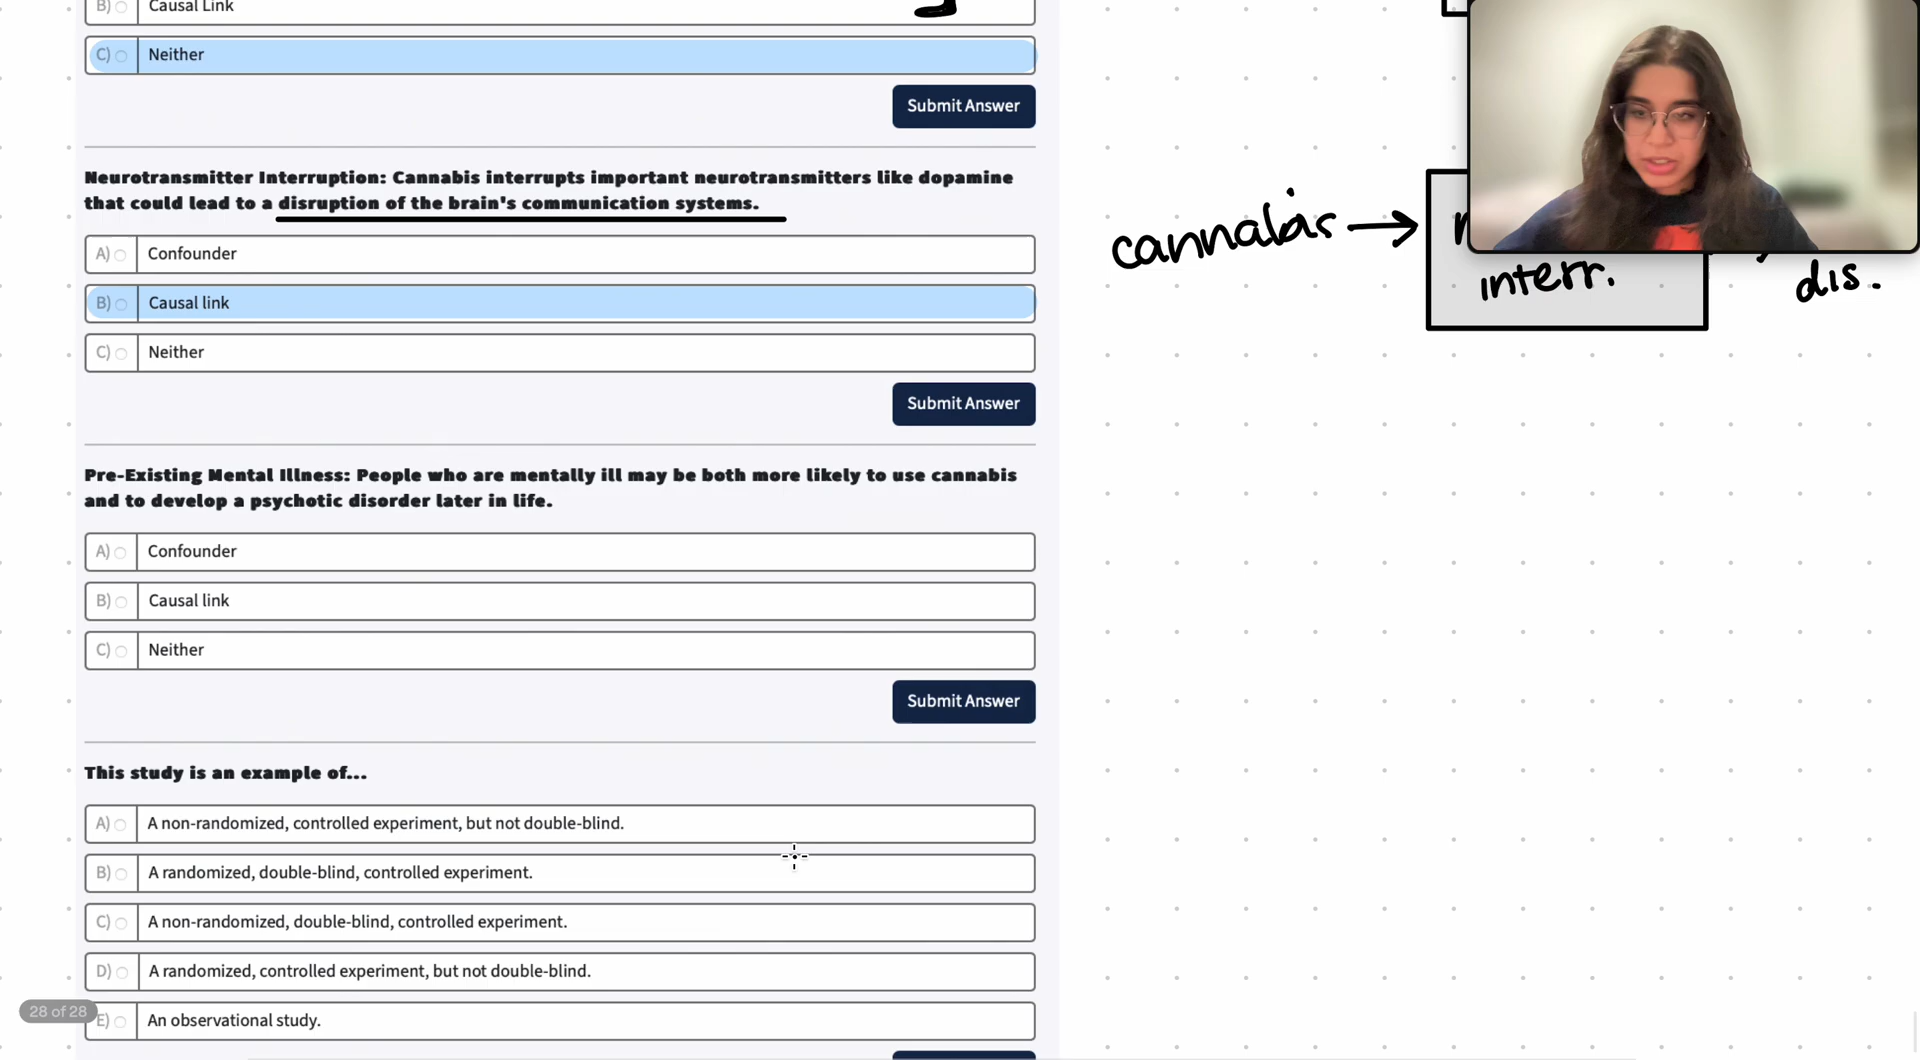 B) Causal Link
C) Neither
Submit Answer
Neurotransmitter Interruption: Cannabis interrupts important neurotransmitters like dopamine
that could lead to a disruption of the brain's communication systems.
A) Confounder
B) Causal link
C) Neither
Submit Answer
cannabis →
interr.
dis.
Pre-Existing Mental Illness: People who are mentally ill may be both more likely to use cannabis
and to develop a psychotic disorder later in life.
A) Confounder
B) Causal link
C) Neither
Submit Answer
This study is an example of...
A) A non-randomized, controlled experiment, but not double-blind.
B) A randomized, double-blind, controlled experiment.
C) A non-randomized, double-blind, controlled experiment.
D) A randomized, controlled experiment, but not double-blind.
E) An observational study.
28 of 28